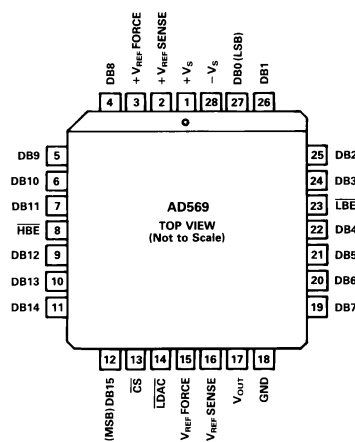 DB8
+ VREF FORCE
+ VREF SENSE
+ VS
− VS
DB0 (LSB)
DB1
4
3
2
1
28
27
26
DB9 5
DB10 6
DB11 7
HBE 8
DB12 9
DB13 10
DB14 11
AD569
TOP VIEW
(Not to Scale)
25 DB2
24 DB3
23 LBE
22 DB4
21 DB5
20 DB6
19 DB7
12
13
14
15
16
17
18
(MSB) DB15
CS
LDAC
VREF FORCE
VREF SENSE
VOUT
GND